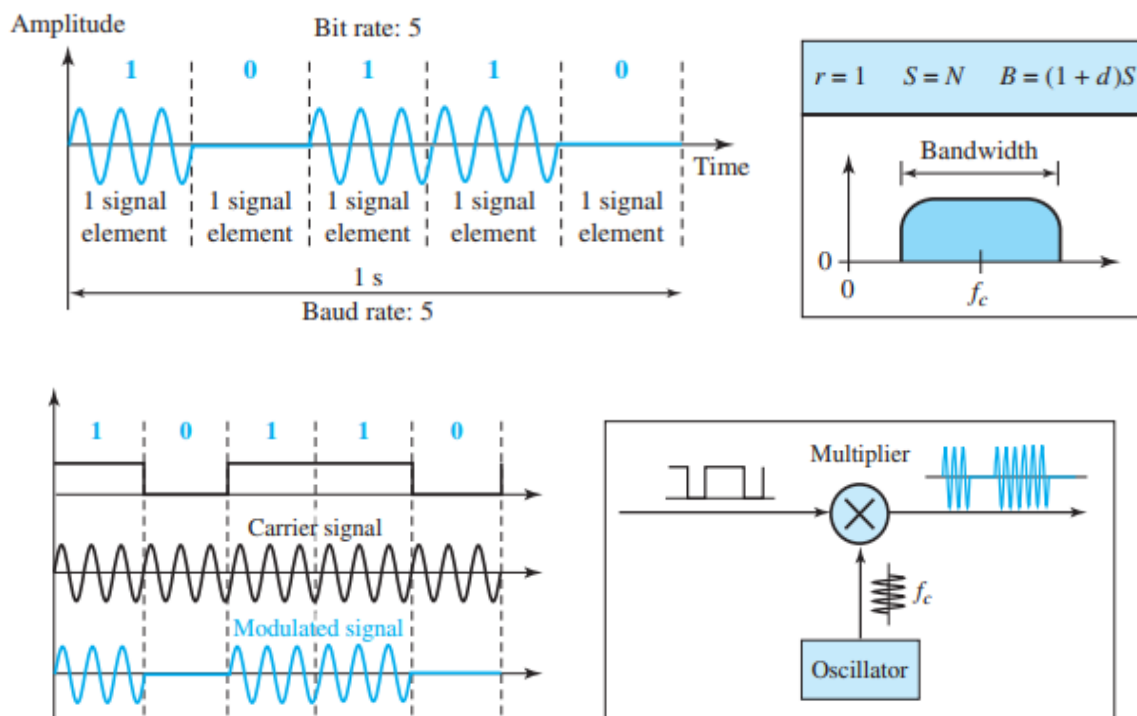 Amplitude
Bit rate: 5
1 0 1 1 0
Time
1 signal element
1 signal element
1 signal element
1 signal element
1 signal element
1 s
Baud rate: 5
r = 1 S = N B = (1 + d)S
Bandwidth
0
0
f_c
1 0 1 1 0
Carrier signal
Modulated signal
Multiplier
f_c
Oscillator